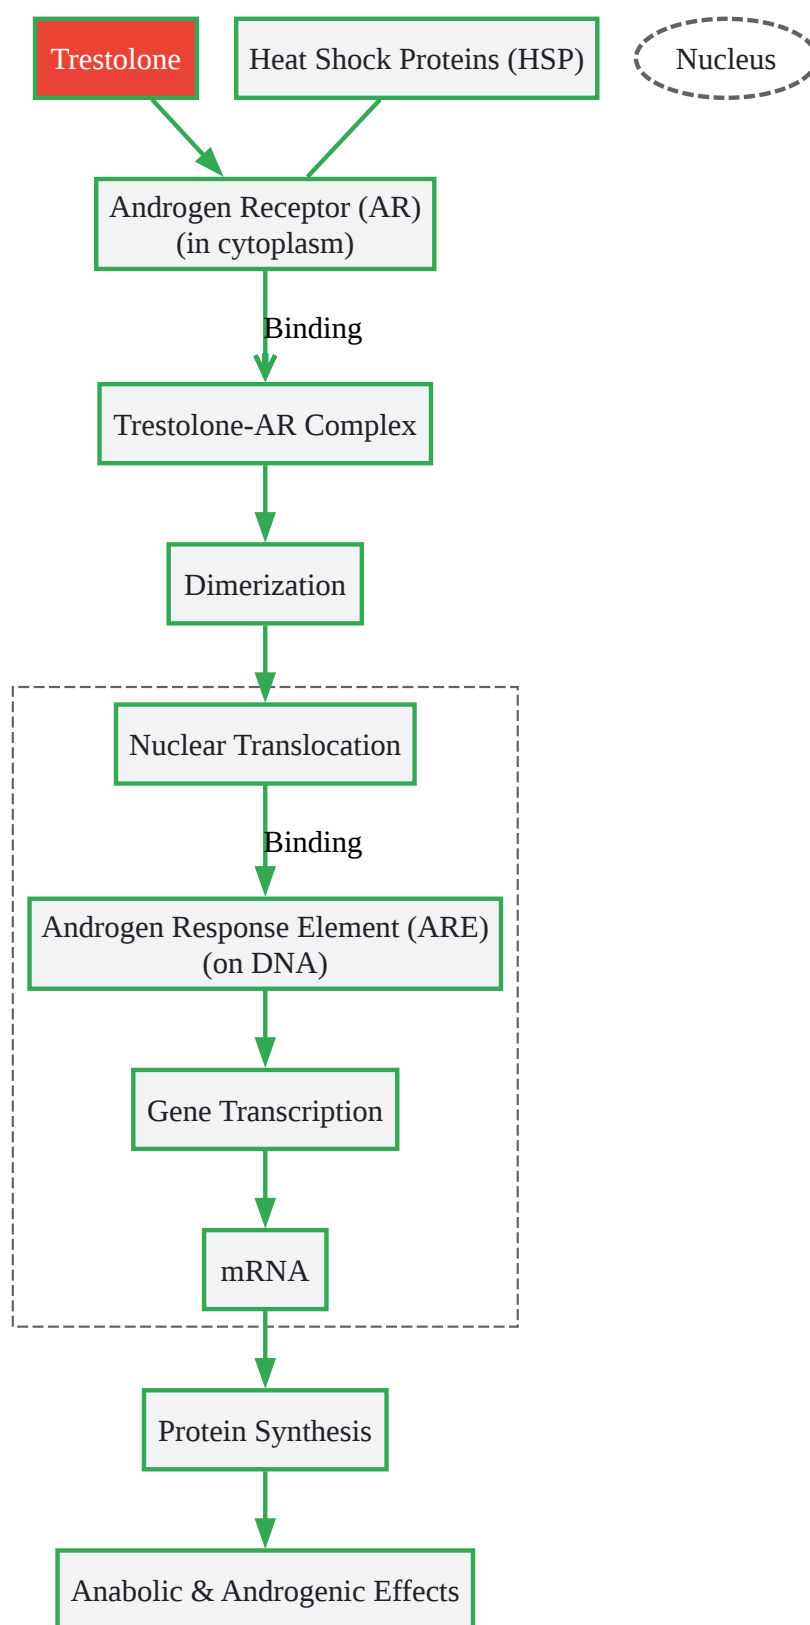 Trestolone
Heat Shock Proteins (HSP)
Nucleus
Androgen Receptor (AR)
(in cytoplasm)
Binding
Trestolone-AR Complex
Dimerization
Nuclear Translocation
Binding
Androgen Response Element (ARE)
(on DNA)
Gene Transcription
mRNA
Protein Synthesis
Anabolic & Androgenic Effects